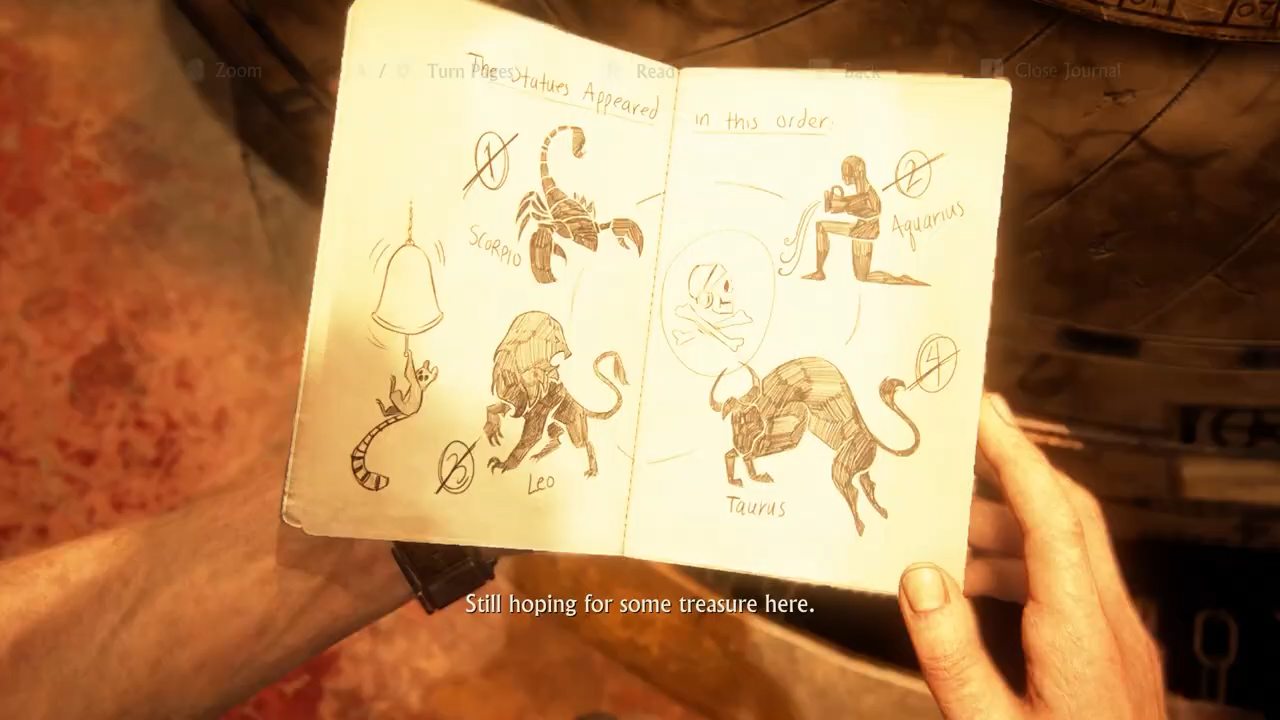 Zoom
Turn Pages
Read
Back
Close Journal
The Statues Appeared in this order:
1
2
SCORPIO
Aquarius
4
3
Leo
Taurus
Still hoping for some treasure here.